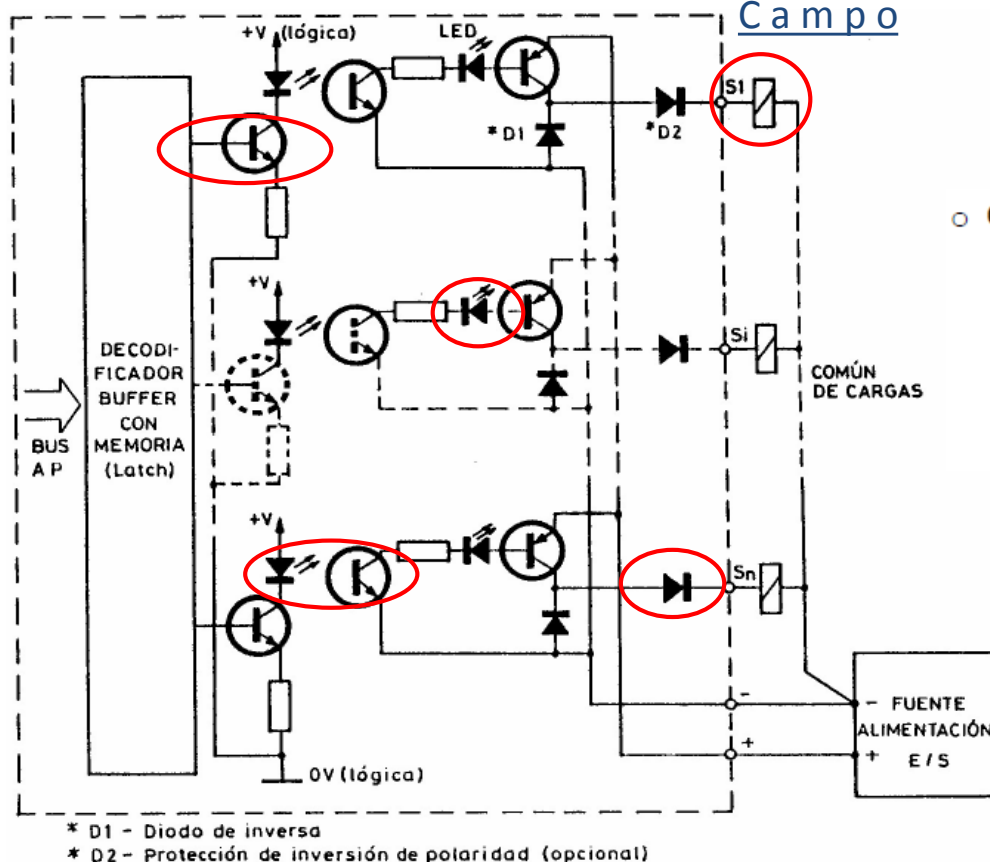 Campo
+V (lógica)
LED
S1
*D1
*D2
+V
Si
DECODI-
FICADOR
BUFFER
CON
MEMORIA
(Latch)
BUS
A P
COMÚN
DE CARGAS
+V
Sn
-
+
- FUENTE
ALIMENTACIÓN
+ E/S
0V (lógica)
* D1 - Diodo de inversa
* D2 - Protección de inversión de polaridad (opcional)